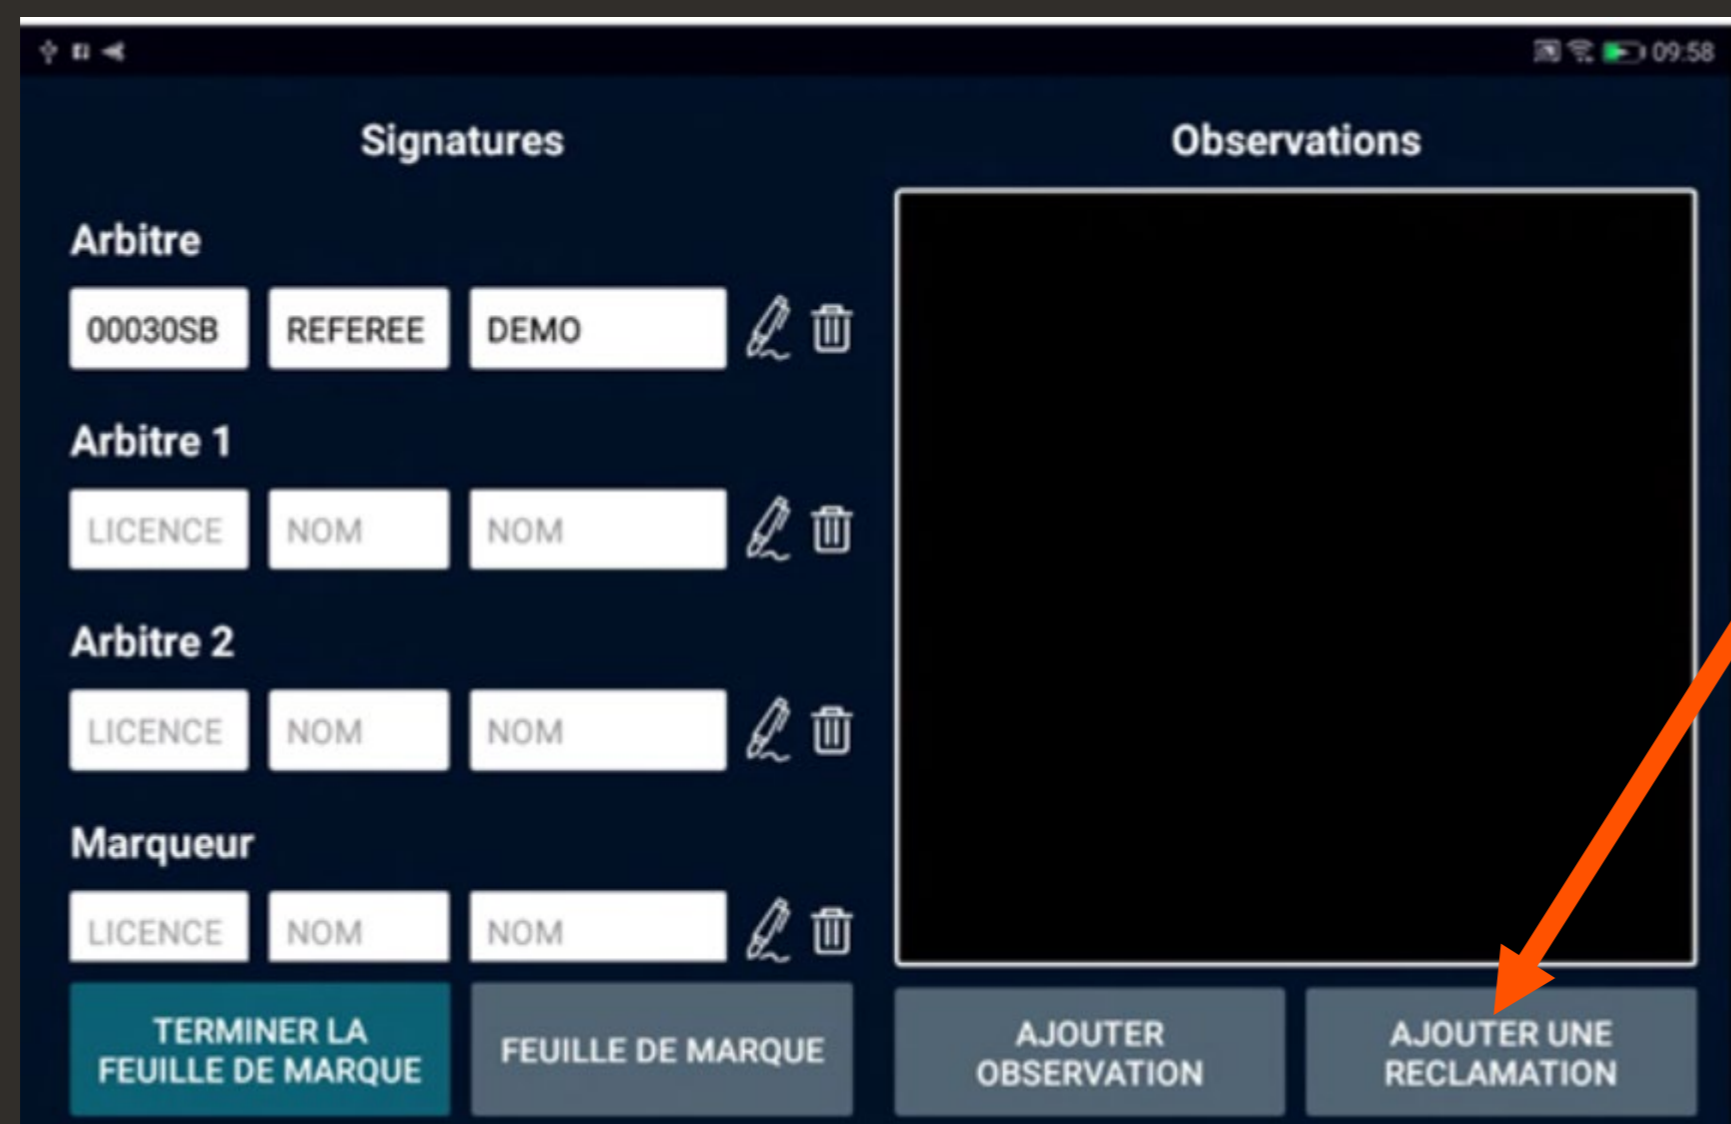 09:58
Signatures
Observations
Arbitre
00030SB REFEREE DEMO
Arbitre 1
LICENCE NOM NOM
Arbitre 2
LICENCE NOM NOM
Marqueur
LICENCE NOM NOM
TERMINER LA
FEUILLE DE MARQUE
FEUILLE DE MARQUE
AJOUTER
OBSERVATION
AJOUTER UNE
RECLAMATION